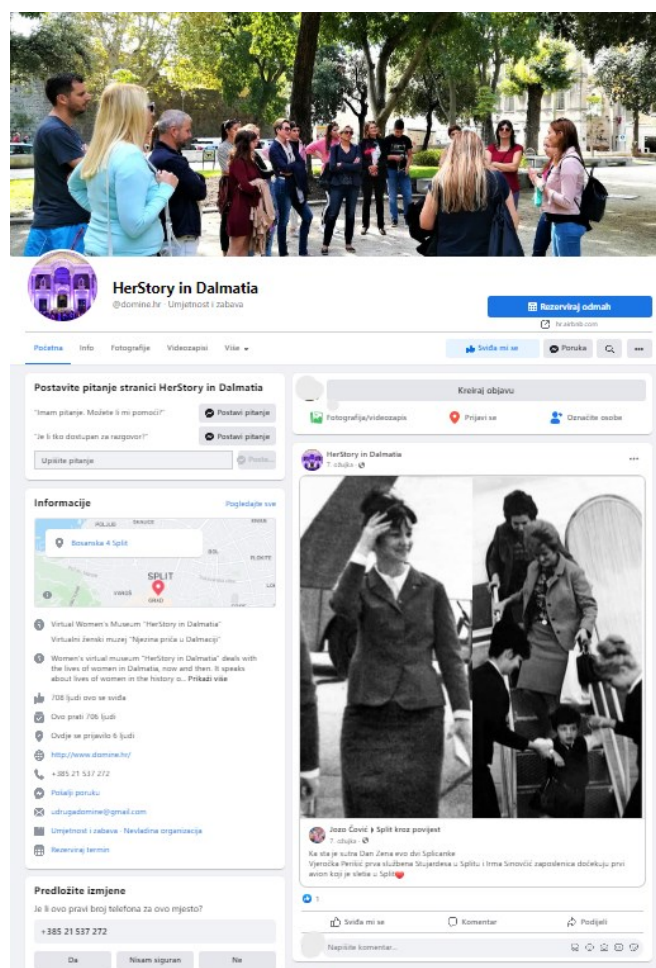 HerStory in Dalmatia
@domine.hr · Umjetnost i zabava
Rezerviraj odmah
hr.airbnb.com
Početna Info Fotografije Videozapisi Više
Sviđa mi se Poruka
Postavite pitanje stranici HerStory in Dalmatia
"Imam pitanje. Možete li mi pomoći?" Postavi pitanje
"Je li tko dostupan za razgovor?" Postavi pitanje
Upišite pitanje
Informacije Pogledajte sve
Bosanska 4 Split
SPLIT
VAROŠ
GRAD
Virtual Women's Museum "HerStory in Dalmatia"
Virtualni ženski muzej "Njezina priča u Dalmaciji"
Women's virtual museum "HerStory in Dalmatia" deals with
the lives of women in Dalmatia, now and then. It speaks
about lives of women in the history o... Prikaži više
708 ljudi ovo se sviđa
Ovo prati 706 ljudi
Ovdje se prijavilo 6 ljudi
http://www.domine.hr/
+385 21 537 272
Pošalji poruku
udrugadomine@gmail.com
Umjetnost i zabava · Nevladina organizacija
Rezerviraj termin
Predložite izmjene
Je li ovo pravi broj telefona za ovo mjesto?
+385 21 537 272
Da Nisam siguran Ne
Kreiraj objavu
Fotografija/videozapis Prijavi se Označite osobe
HerStory in Dalmatia
7. ožujka ·
Jozo Čović Split kroz povijest
7. ožujka ·
Ka sta je sutra Dan Zena evo dvi Splicanke
Vjeročka Perišić prva službena Stujardesa u Splitu i Irma Sinovčić zaposlenica dočekuju prvi
avion koji je sletia u Split
1
Sviđa mi se Komentar Podijeli
Napišite komentar...